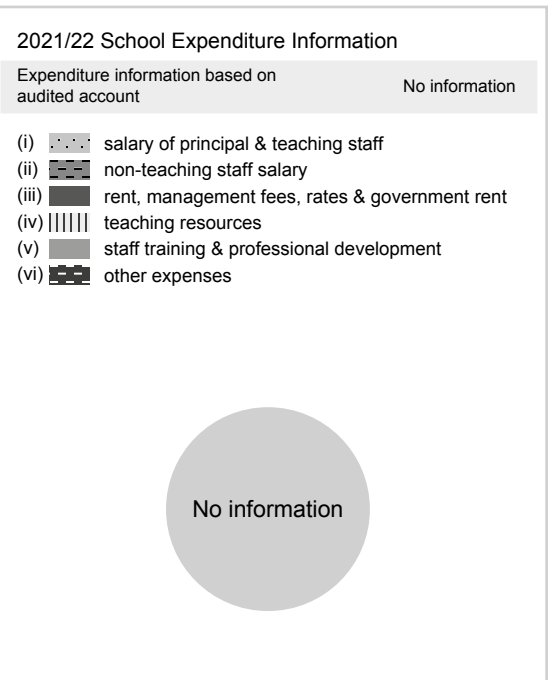 2021/22 School Expenditure Information
Expenditure information based on
audited account
No information
(i) salary of principal & teaching staff
(ii) non-teaching staff salary
(iii) rent, management fees, rates & government rent
(iv) teaching resources
(v) staff training & professional development
(vi) other expenses
No information